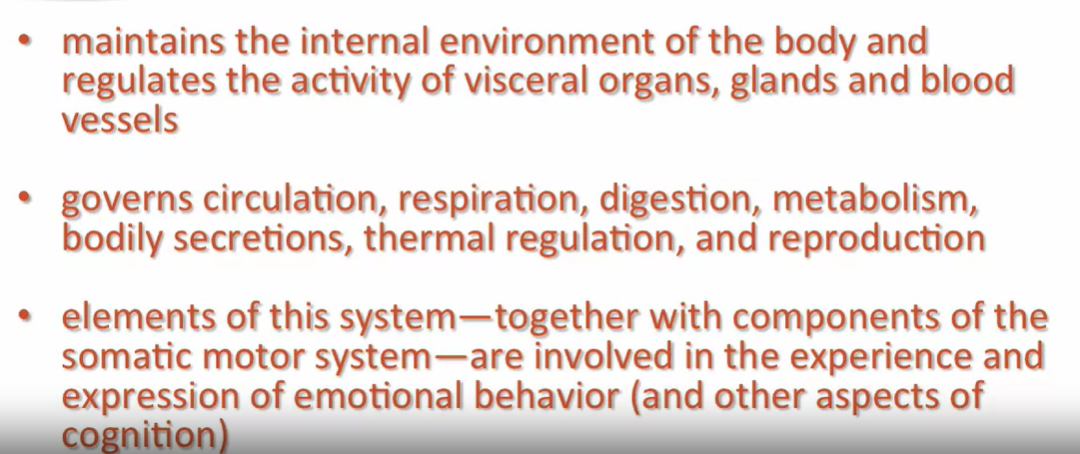 • maintains the internal environment of the body and
regulates the activity of visceral organs, glands and blood
vessels
• governs circulation, respiration, digestion, metabolism,
bodily secretions, thermal regulation, and reproduction
• elements of this system—together with components of the
somatic motor system—are involved in the experience and
expression of emotional behavior (and other aspects of
cognition)